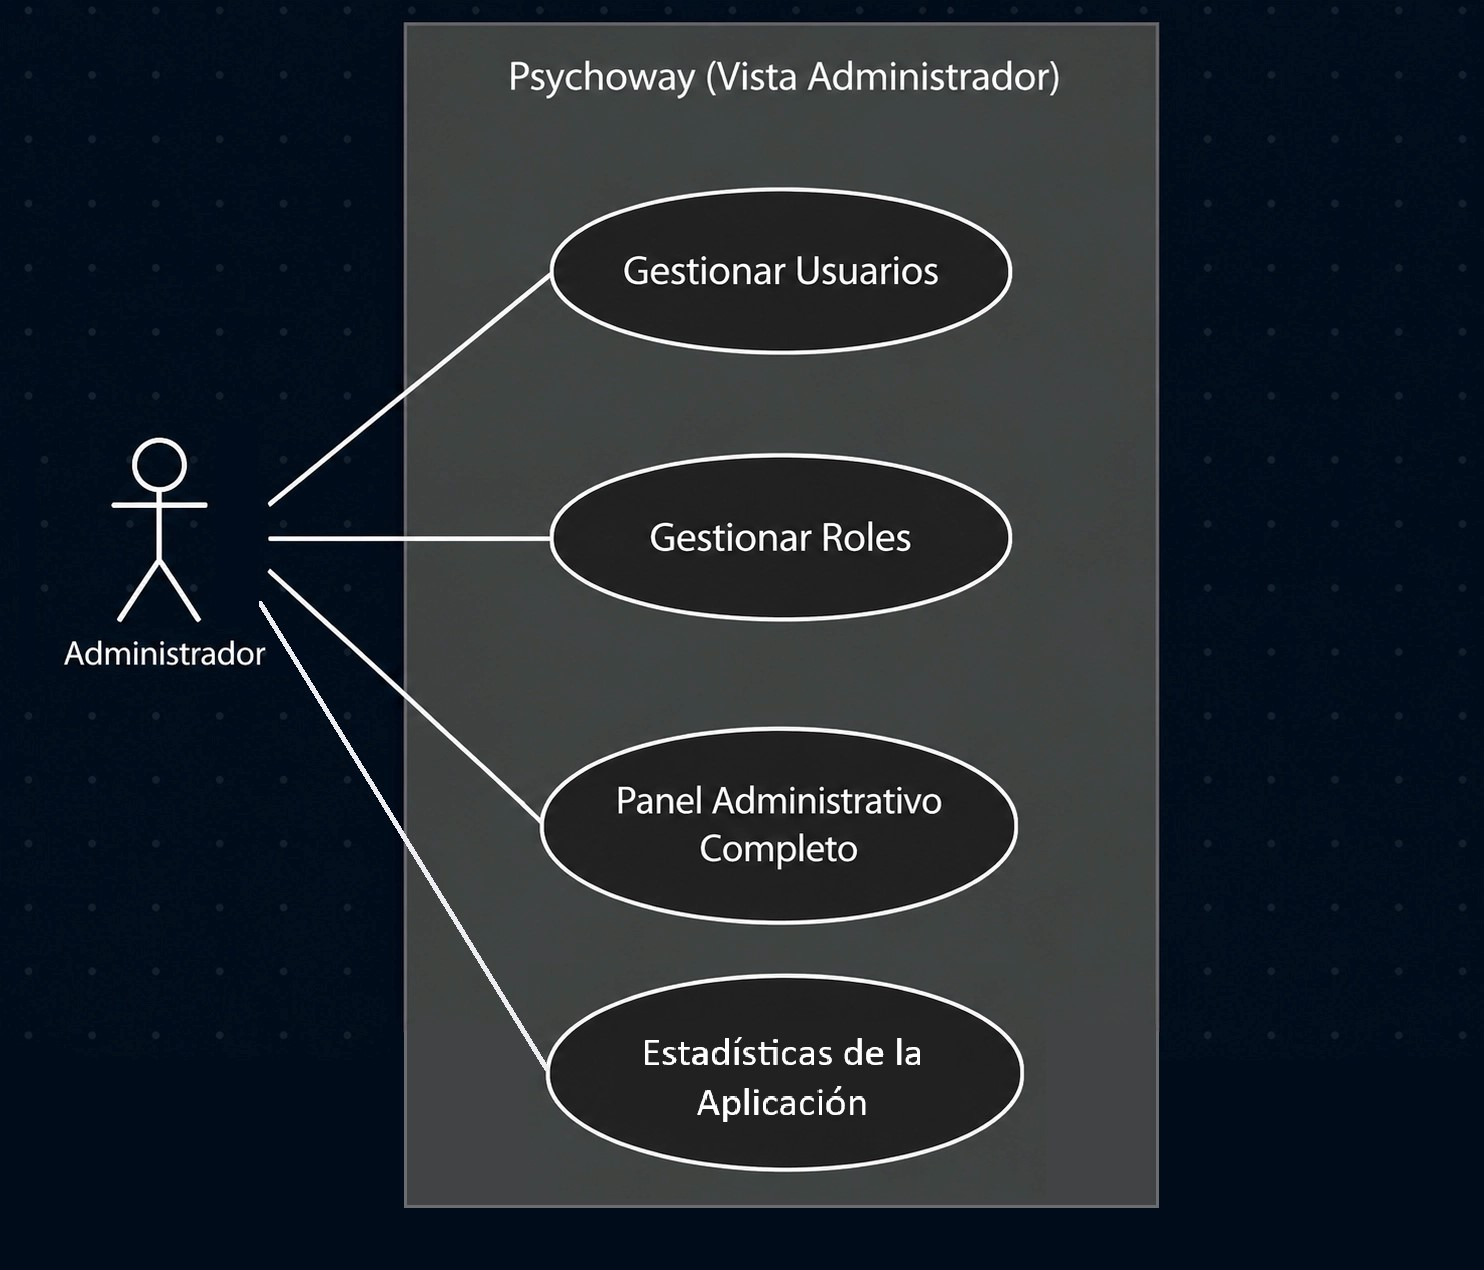 Psychoway (Vista Administrador)
Gestionar Usuarios
Gestionar Roles
Administrador
Panel Administrativo
Completo
Estadísticas de la
Aplicación